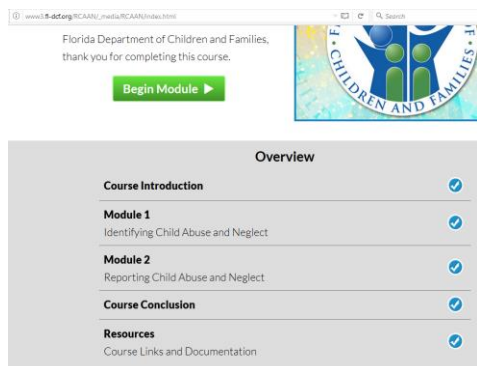 www3.fl-dcf.org/RCAAN/_media/RCAAN/index.html
Search
Florida Department of Children and Families,
thank you for completing this course.
Begin Module
CHILDREN AND FAMILIES
Overview
Course Introduction
Module 1
Identifying Child Abuse and Neglect
Module 2
Reporting Child Abuse and Neglect
Course Conclusion
Resources
Course Links and Documentation